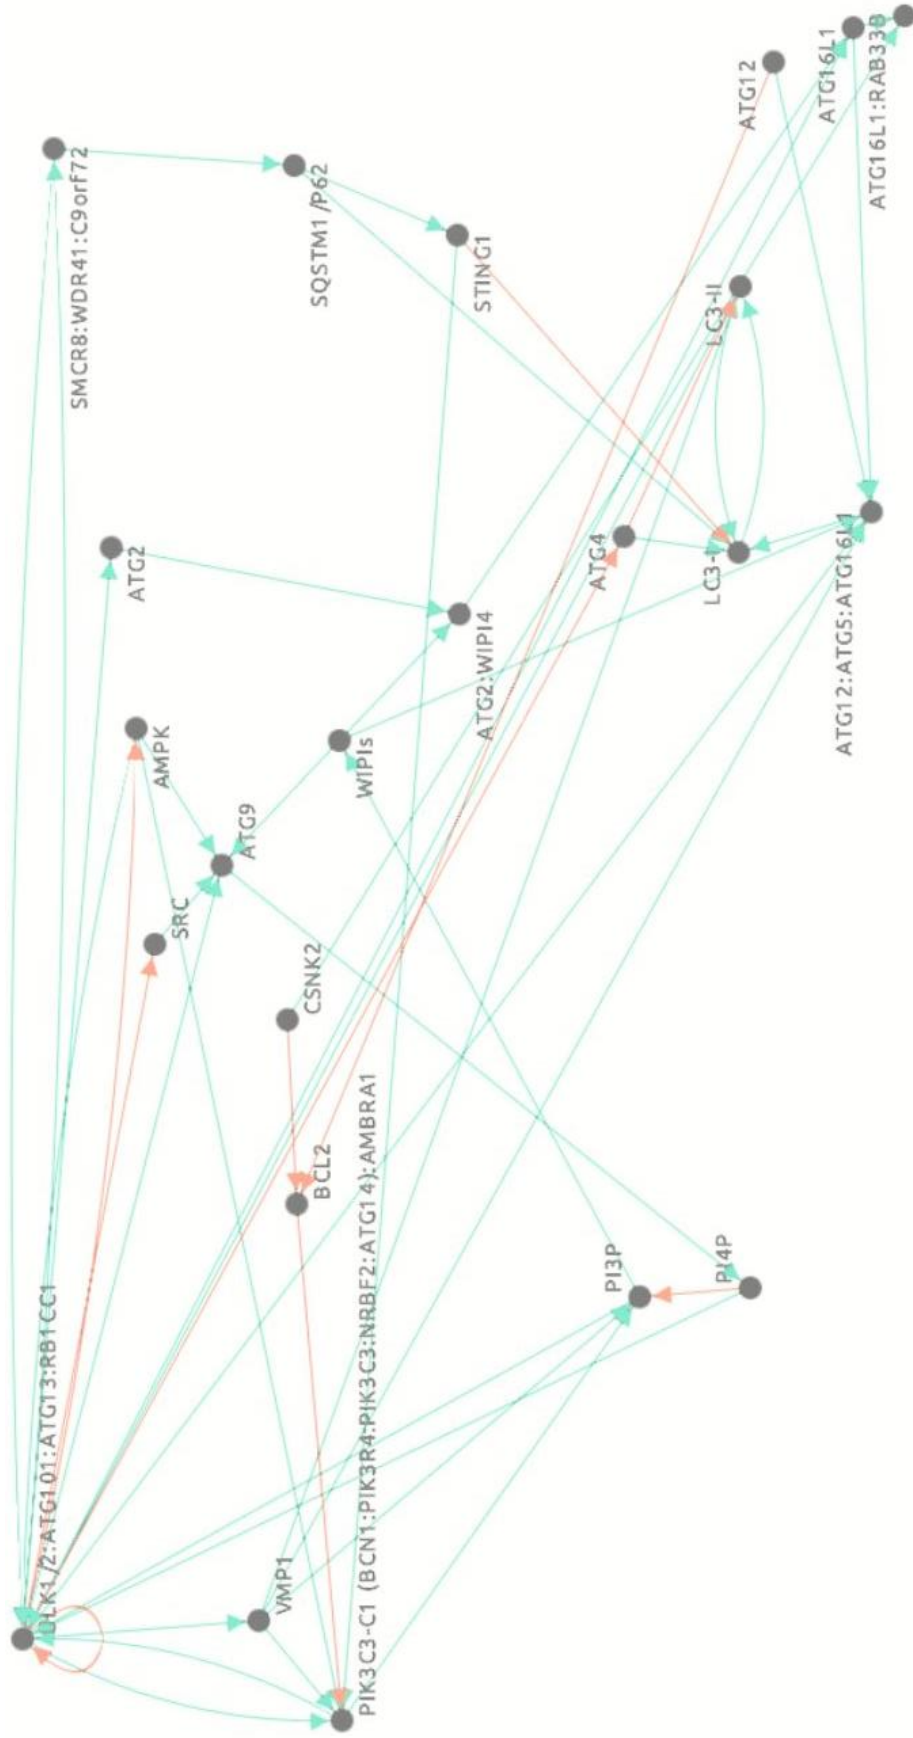 ULK1/2:ATG101:ATG13:RB1CC1
SMCR8:WDR41:C9orf72
ATG2
AMPK
SRC
ATG9
SQSTM1/P62
STING1
ATG2:WIPI4
WIPIs
CSNK2
BCL2
VMP1
PIK3C3-C1 (BCN1:PIK3R4:PIK3C3:NRBF2:ATG14):AMBRA1
PI3P
PI4P
ATG4
LC3-I
LC3-II
ATG12
ATG16L1
ATG16L1:RAB33B
ATG12:ATG5:ATG16L1